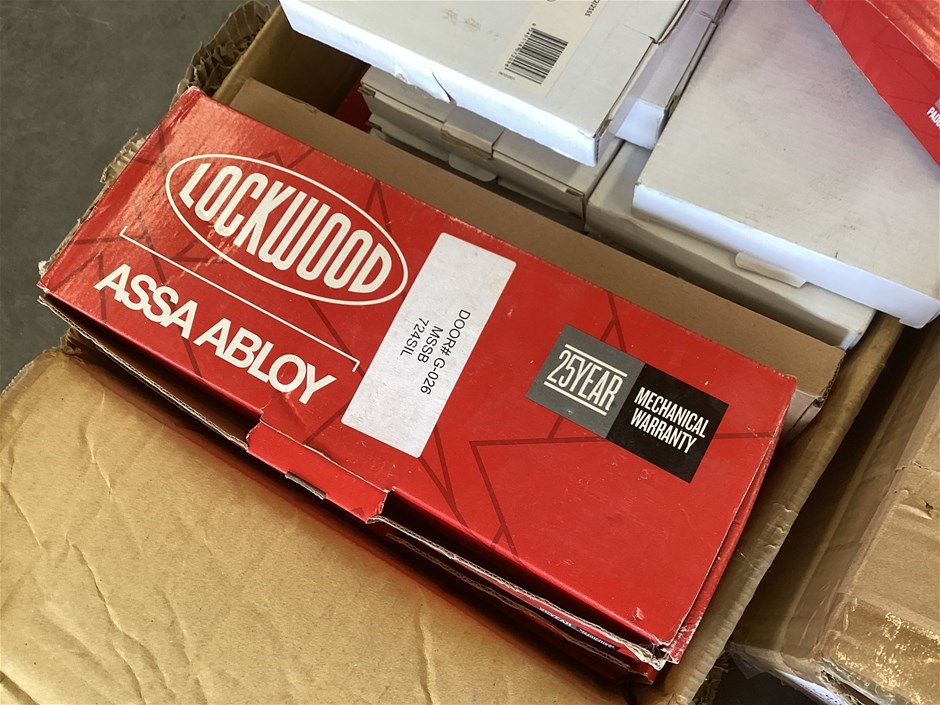 LOCKWOOD
ASSA ABLOY
DOOR# G-026
MSSB
724SIL
25YEAR
MECHANICAL
WARRANTY